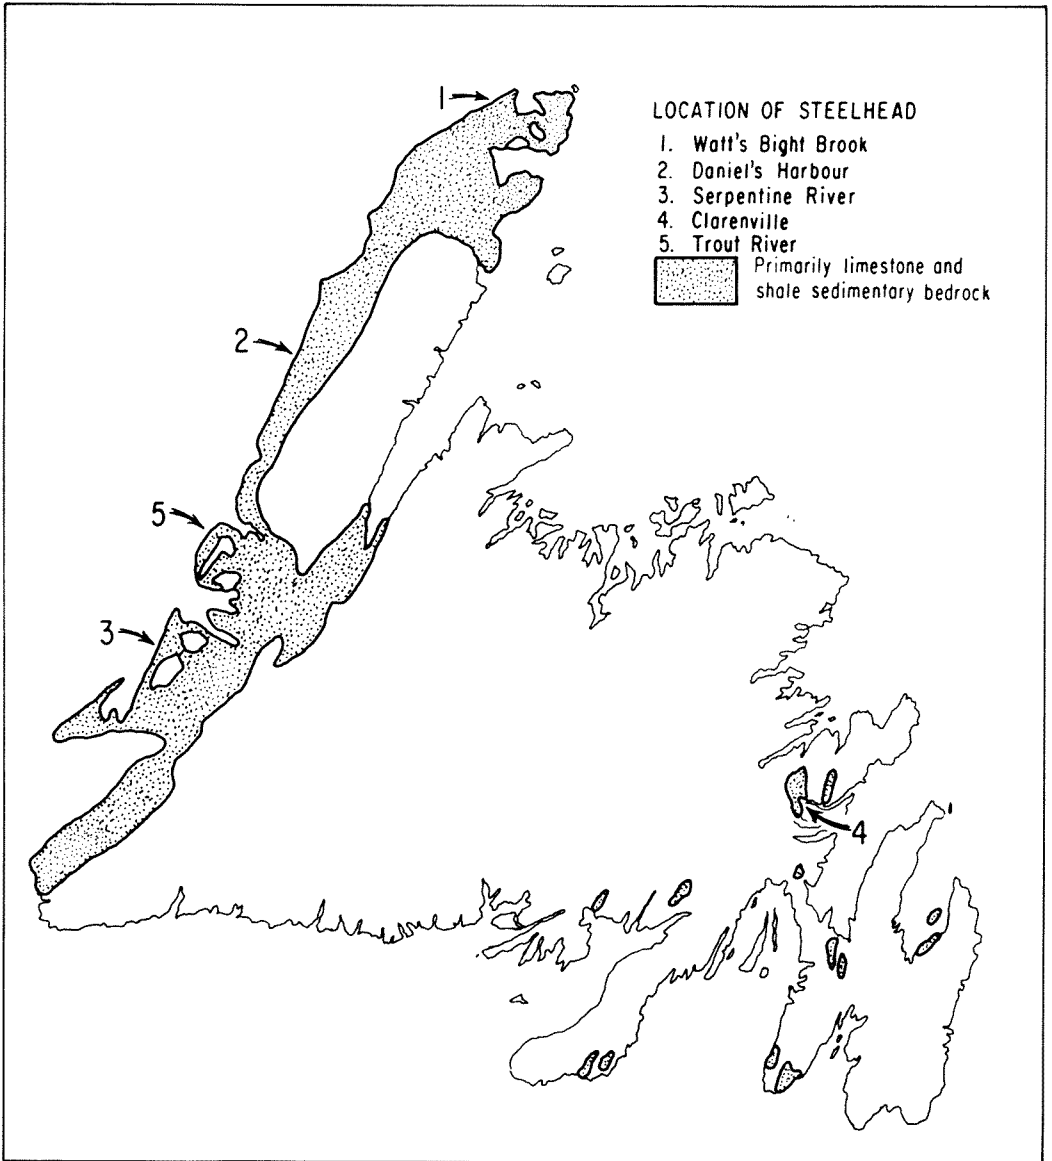 LOCATION OF STEELHEAD
1. Watt's Bight Brook
2. Daniel's Harbour
3. Serpentine River
4. Clarenville
5. Trout River
Primarily limestone and
shale sedimentary bedrock
1
2
5
3
4